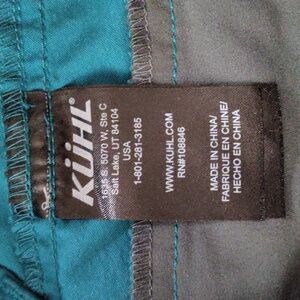 KÜHL
1635 S. 5070 W, Ste C
Salt Lake, UT 84104
USA
1-801-281-3185
WWW.KUHL.COM
RN#108846
MADE IN CHINA/
FABRIQUE EN CHINE/
HECHO EN CHINA